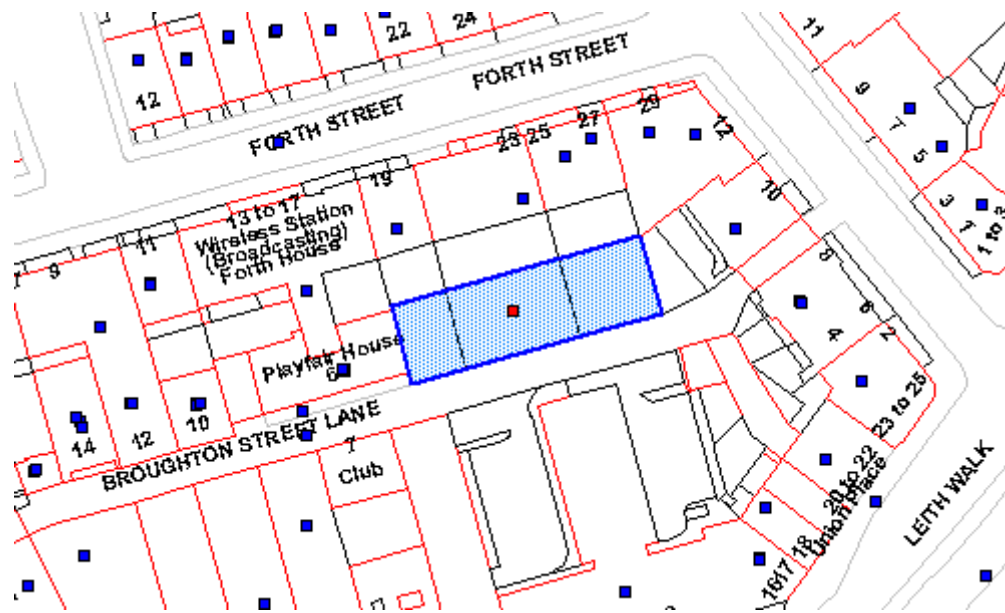 22
24
12
FORTH STREET
FORTH STREET
11
9
7
5
3
1 to 3
29
27
23 25
12
10
19
13 to 17
Wireless Station
(Broadcasting)
Forth House
11
9
8
6
4
2
Playfair House
6
14
12
10
BROUGHTON STREET LANE
7
Club
23 to 25
20 to 22
Union Place
18
17
16
LEITH WALK